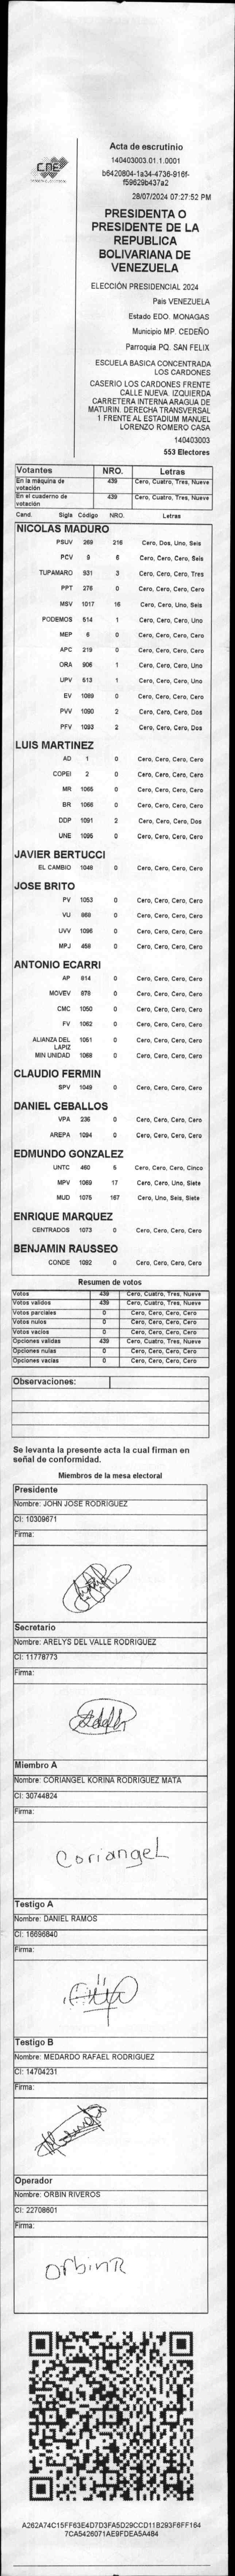 CNE
Acta de escrutinio
140403003.01.1.0001
b6420804-1a34-4736-916f-
f59629b437a2
28/07/2024 07:27:52 PM
PRESIDENTA O
PRESIDENTE DE LA
REPUBLICA
BOLIVARIANA DE
VENEZUELA
ELECCIÓN PRESIDENCIAL 2024
Pais VENEZUELA
Estado EDO. MONAGAS
Municipio MP. CEDEÑO
Parroquia PQ. SAN FELIX
ESCUELA BASICA CONCENTRADA
LOS CARDONES
CASERIO LOS CARDONES FRENTE
CALLE NUEVA. IZQUIERDA
CARRETERA INTERNA ARAGUA DE
MATURIN. DERECHA TRANSVERSAL
1 FRENTE AL ESTADIUM MANUEL
LORENZO ROMERO CASA
140403003
553 Electores
Votantes NRO. Letras
En la máquina de votación 439 Cero, Cuatro, Tres, Nueve
En el cuaderno de votación 439 Cero, Cuatro, Tres, Nueve
Cand. Sigla Código NRO. Letras
NICOLAS MADURO
PSUV 269 216 Cero, Dos, Uno, Seis
PCV 9 6 Cero, Cero, Cero, Seis
TUPAMARO 931 3 Cero, Cero, Cero, Tres
PPT 276 0 Cero, Cero, Cero, Cero
MSV 1017 16 Cero, Cero, Uno, Seis
PODEMOS 514 1 Cero, Cero, Cero, Uno
MEP 6 0 Cero, Cero, Cero, Cero
APC 219 0 Cero, Cero, Cero, Cero
ORA 906 1 Cero, Cero, Cero, Uno
UPV 513 1 Cero, Cero, Cero, Uno
EV 1089 0 Cero, Cero, Cero, Cero
PVV 1090 2 Cero, Cero, Cero, Dos
PFV 1093 2 Cero, Cero, Cero, Dos
LUIS MARTINEZ
AD 1 0 Cero, Cero, Cero, Cero
COPEI 2 0 Cero, Cero, Cero, Cero
MR 1065 0 Cero, Cero, Cero, Cero
BR 1066 0 Cero, Cero, Cero, Cero
DDP 1091 2 Cero, Cero, Cero, Dos
UNE 1095 0 Cero, Cero, Cero, Cero
JAVIER BERTUCCI
EL CAMBIO 1048 0 Cero, Cero, Cero, Cero
JOSE BRITO
PV 1053 0 Cero, Cero, Cero, Cero
VU 868 0 Cero, Cero, Cero, Cero
UVV 1096 0 Cero, Cero, Cero, Cero
MPJ 458 0 Cero, Cero, Cero, Cero
ANTONIO ECARRI
AP 914 0 Cero, Cero, Cero, Cero
MOVEV 979 0 Cero, Cero, Cero, Cero
CMC 1050 0 Cero, Cero, Cero, Cero
FV 1062 0 Cero, Cero, Cero, Cero
ALIANZA DEL LAPIZ 1051 0 Cero, Cero, Cero, Cero
MIN UNIDAD 1068 0 Cero, Cero, Cero, Cero
CLAUDIO FERMIN
SPV 1049 0 Cero, Cero, Cero, Cero
DANIEL CEBALLOS
VPA 236 0 Cero, Cero, Cero, Cero
AREPA 1094 0 Cero, Cero, Cero, Cero
EDMUNDO GONZALEZ
UNTC 460 5 Cero, Cero, Cero, Cinco
MPV 1069 17 Cero, Cero, Uno, Siete
MUD 1075 167 Cero, Uno, Seis, Siete
ENRIQUE MARQUEZ
CENTRADOS 1073 0 Cero, Cero, Cero, Cero
BENJAMIN RAUSSEO
CONDE 1092 0 Cero, Cero, Cero, Cero
Resumen de votos
Votos 439 Cero, Cuatro, Tres, Nueve
Votos validos 439 Cero, Cuatro, Tres, Nueve
Votos parciales 0 Cero, Cero, Cero, Cero
Votos nulos 0 Cero, Cero, Cero, Cero
Votos vacios 0 Cero, Cero, Cero, Cero
Opciones validas 439 Cero, Cuatro, Tres, Nueve
Opciones nulas 0 Cero, Cero, Cero, Cero
Opciones vacias 0 Cero, Cero, Cero, Cero
Observaciones:
Se levanta la presente acta la cual firman en
señal de conformidad.
Miembros de la mesa electoral
Presidente
Nombre: JOHN JOSE RODRIGUEZ
CI: 10309671
Firma:
Secretario
Nombre: ARELYS DEL VALLE RODRIGUEZ
CI: 11778773
Firma:
Miembro A
Nombre: CORIANGEL KORINA RODRIGUEZ MATA
CI: 30744824
Firma:
Coriangel
Testigo A
Nombre: DANIEL RAMOS
CI: 16696840
Firma:
Testigo B
Nombre: MEDARDO RAFAEL RODRIGUEZ
CI: 14704231
Firma:
Operador
Nombre: ORBIN RIVEROS
CI: 22708601
Firma:
OrbinR
A262A74C15FF63E4D7D3FA5D29CCD11B293F6FF164
7CA5426071AE9FDEA5A484